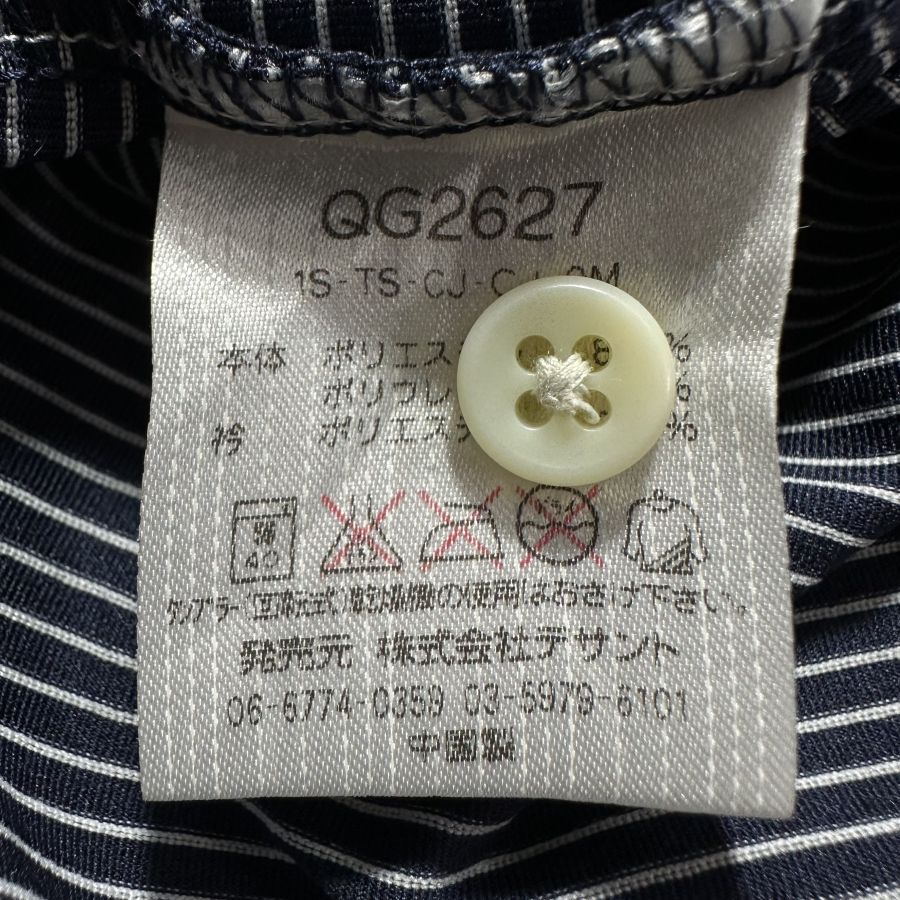 QG2627
1S-TS-CJ-C
本体 ポリエス 8 %
ポリ
衿 ポリエステ %
弱
40
タンブラー(回転式)乾燥機の使用はおさけ下さい。
発売元 株式会社デサント
06-6774-0359 03-5979-6101
中国製